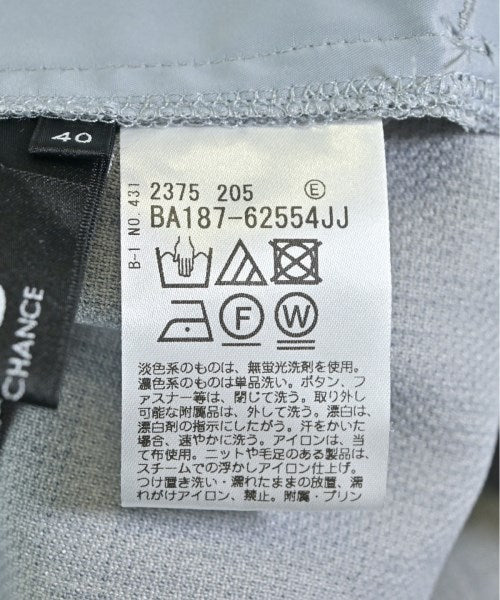 40
CHANCE
B-1 NO. 431
2375 205 Ⓔ
BA187-62554JJ
F W
淡色系のものは、無蛍光洗剤を使用。
濃色系のものは単品洗い。ボタン、フ
ァスナー等は、閉じて洗う。取り外し
可能な附属品は、外して洗う。漂白は、
漂白剤の指示にしたがう。汗をかいた
場合、速やかに洗う。アイロンは、当
て布使用。ニットや毛足のある製品は、
スチームでの浮かしアイロン仕上げ。
つけ置き洗い・濡れたままの放置、濡
れがけアイロン、禁止。附属・プリン